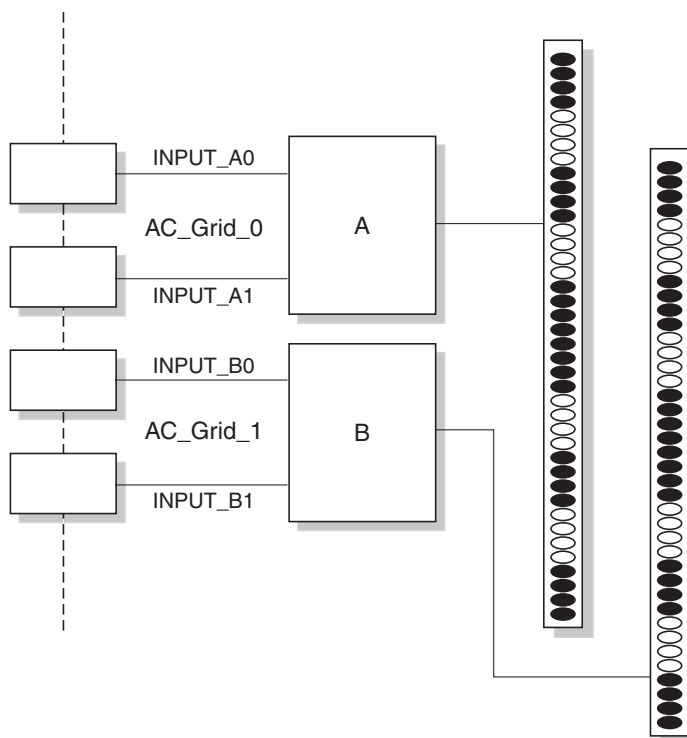 INPUT_A0
AC_Grid_0
A
INPUT_A1
INPUT_B0
AC_Grid_1
B
INPUT_B1